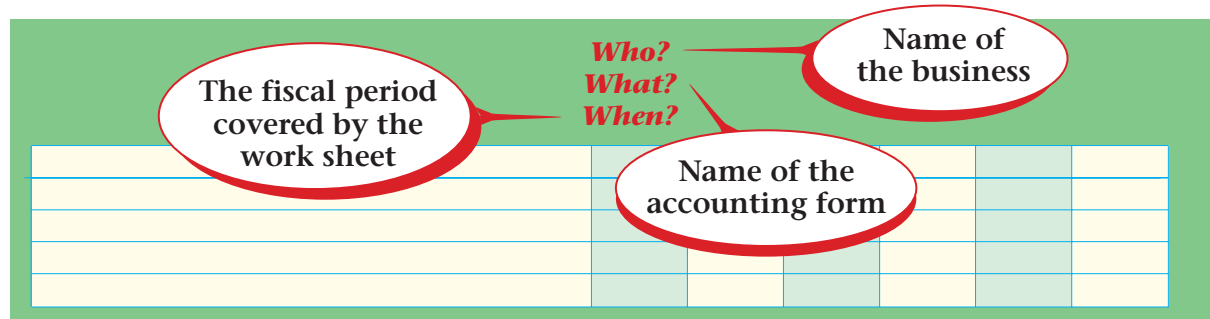 Who?
What?
When?
Name of
the business
The fiscal period
covered by the
work sheet
Name of the
accounting form